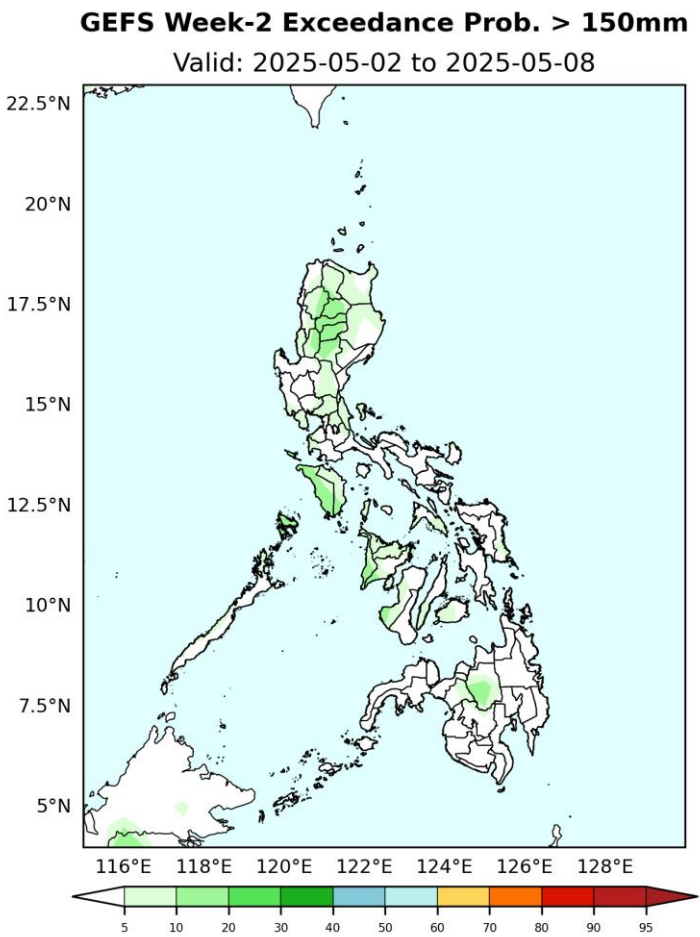 GEFS Week-2 Exceedance Prob. > 150mm
Valid: 2025-05-02 to 2025-05-08
22.5°N
20°N
17.5°N
15°N
12.5°N
10°N
7.5°N
5°N
116°E 118°E 120°E 122°E 124°E 126°E 128°E
5 10 20 30 40 50 60 70 80 90 95